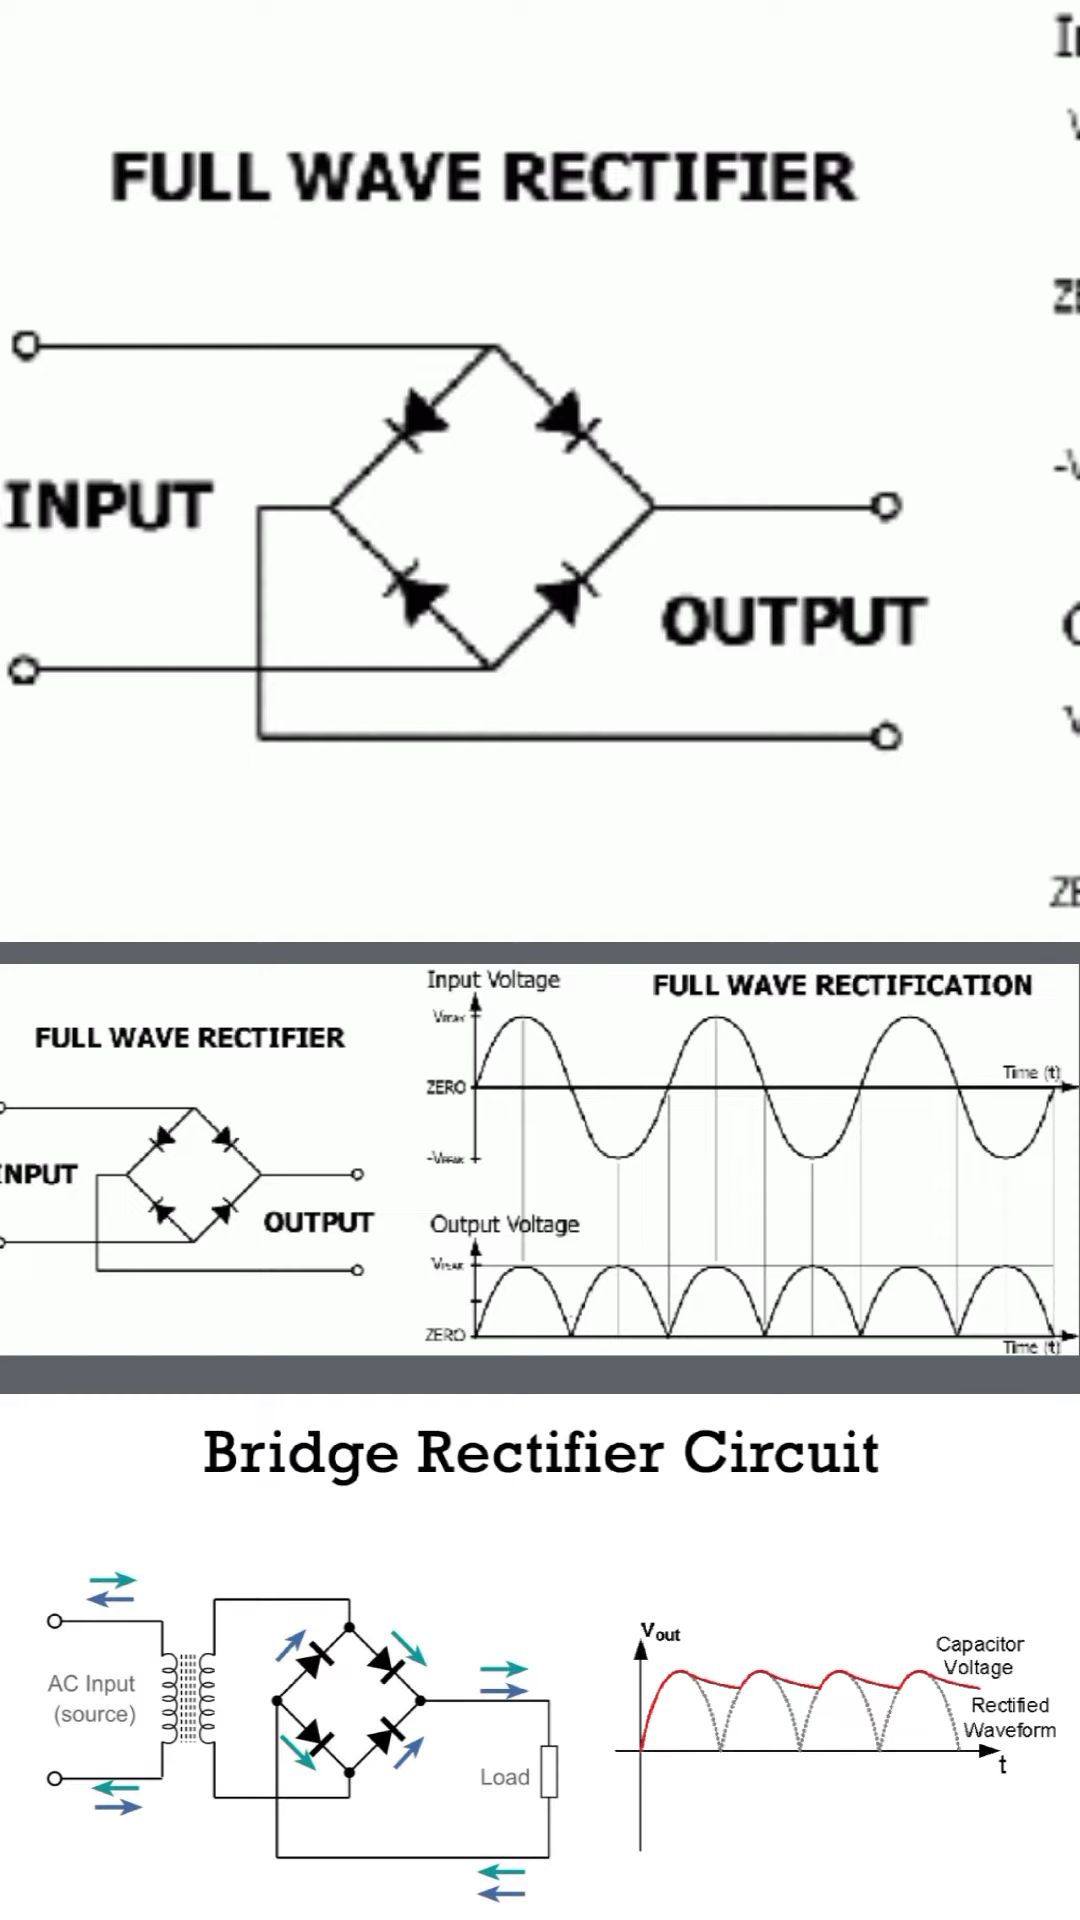 FULL WAVE RECTIFIER
INPUT
OUTPUT
Input Voltage
FULL WAVE RECTIFICATION
FULL WAVE RECTIFIER
Time (t)
ZERO
INPUT
OUTPUT
Output Voltage
ZERO
Time (t)
Bridge Rectifier Circuit
AC Input
(source)
Load
Vout
Capacitor
Voltage
Rectified
Waveform
t